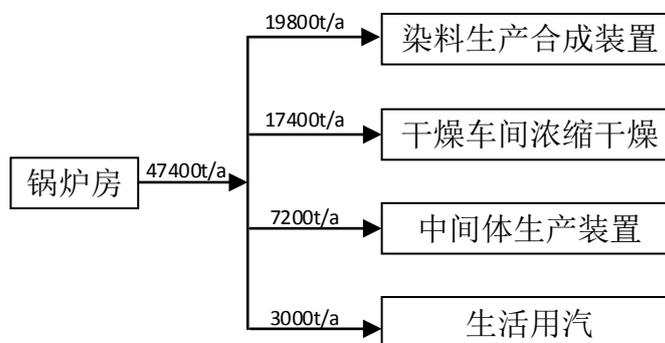 19800t/a
染料生产合成装置
17400t/a
干燥车间浓缩干燥
锅炉房
47400t/a
7200t/a
中间体生产装置
3000t/a
生活用汽